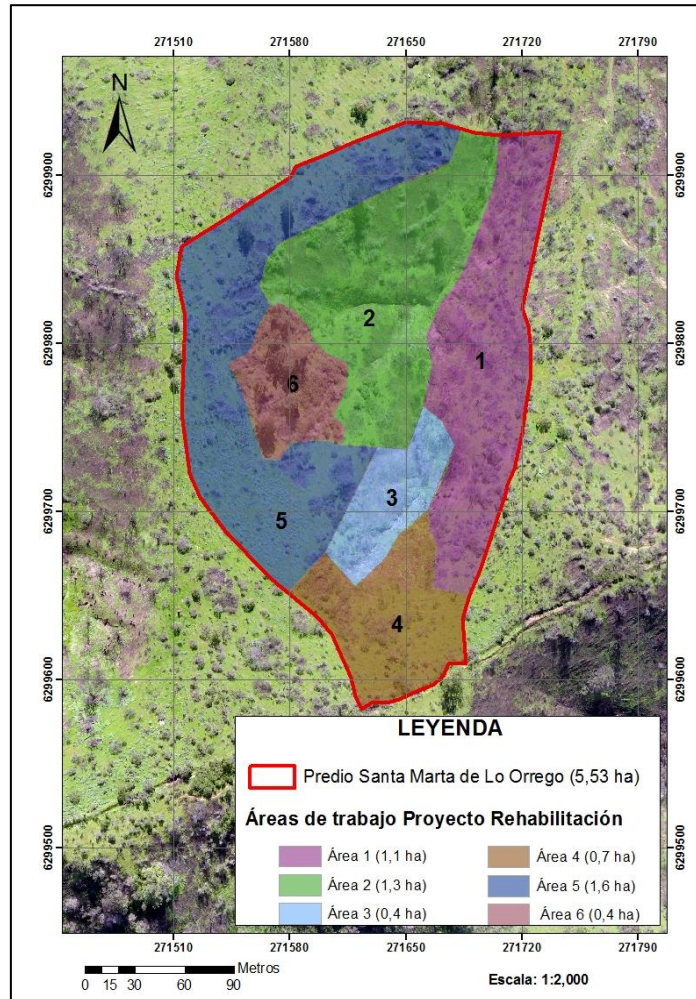 271510 271580 271650 271720 271790
N
6299900 6299900
6299800 6299800
6299700 6299700
6299600 6299600
6299500 6299500
2
1
6
3
5
4
LEYENDA
Predio Santa Marta de Lo Orrego (5,53 ha)
Áreas de trabajo Proyecto Rehabilitación
Área 1 (1,1 ha) Área 4 (0,7 ha)
Área 2 (1,3 ha) Área 5 (1,6 ha)
Área 3 (0,4 ha) Área 6 (0,4 ha)
271510 271580 271650 271720 271790
Metros
0 15 30 60 90
Escala: 1:2,000